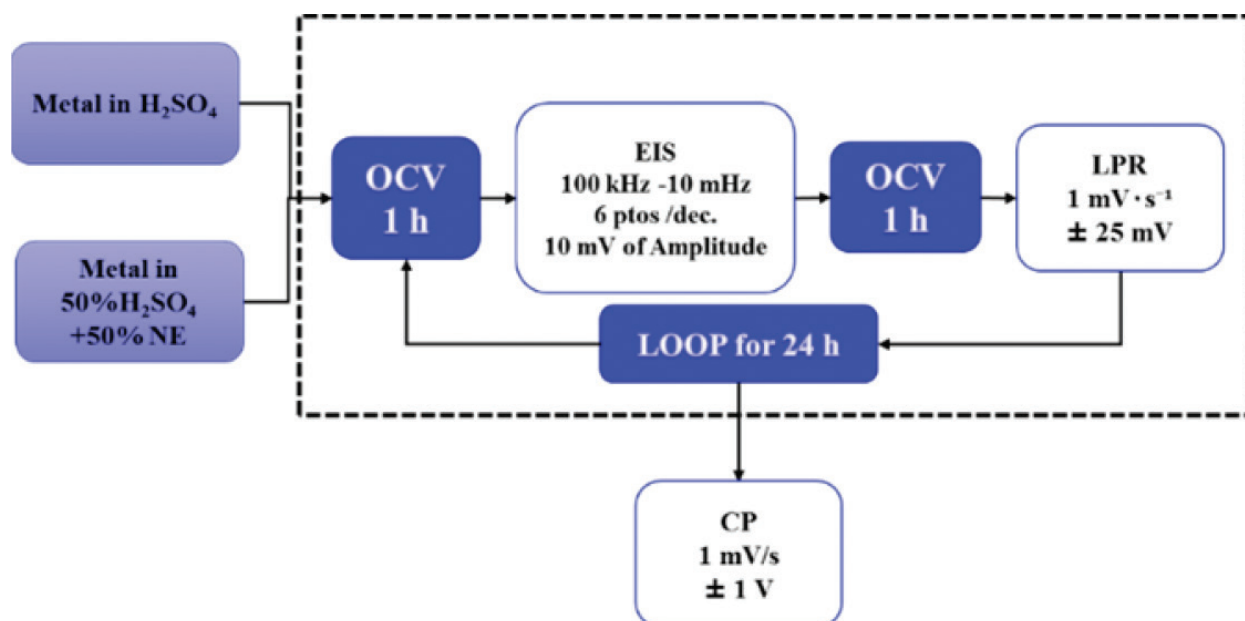 Metal in H₂SO₄
Metal in
50%H₂SO₄
+50% NE
OCV
1 h
EIS
100 kHz -10 mHz
6 ptos /dec.
10 mV of Amplitude
OCV
1 h
LPR
1 mV·s⁻¹
± 25 mV
LOOP for 24 h
CP
1 mV/s
± 1 V